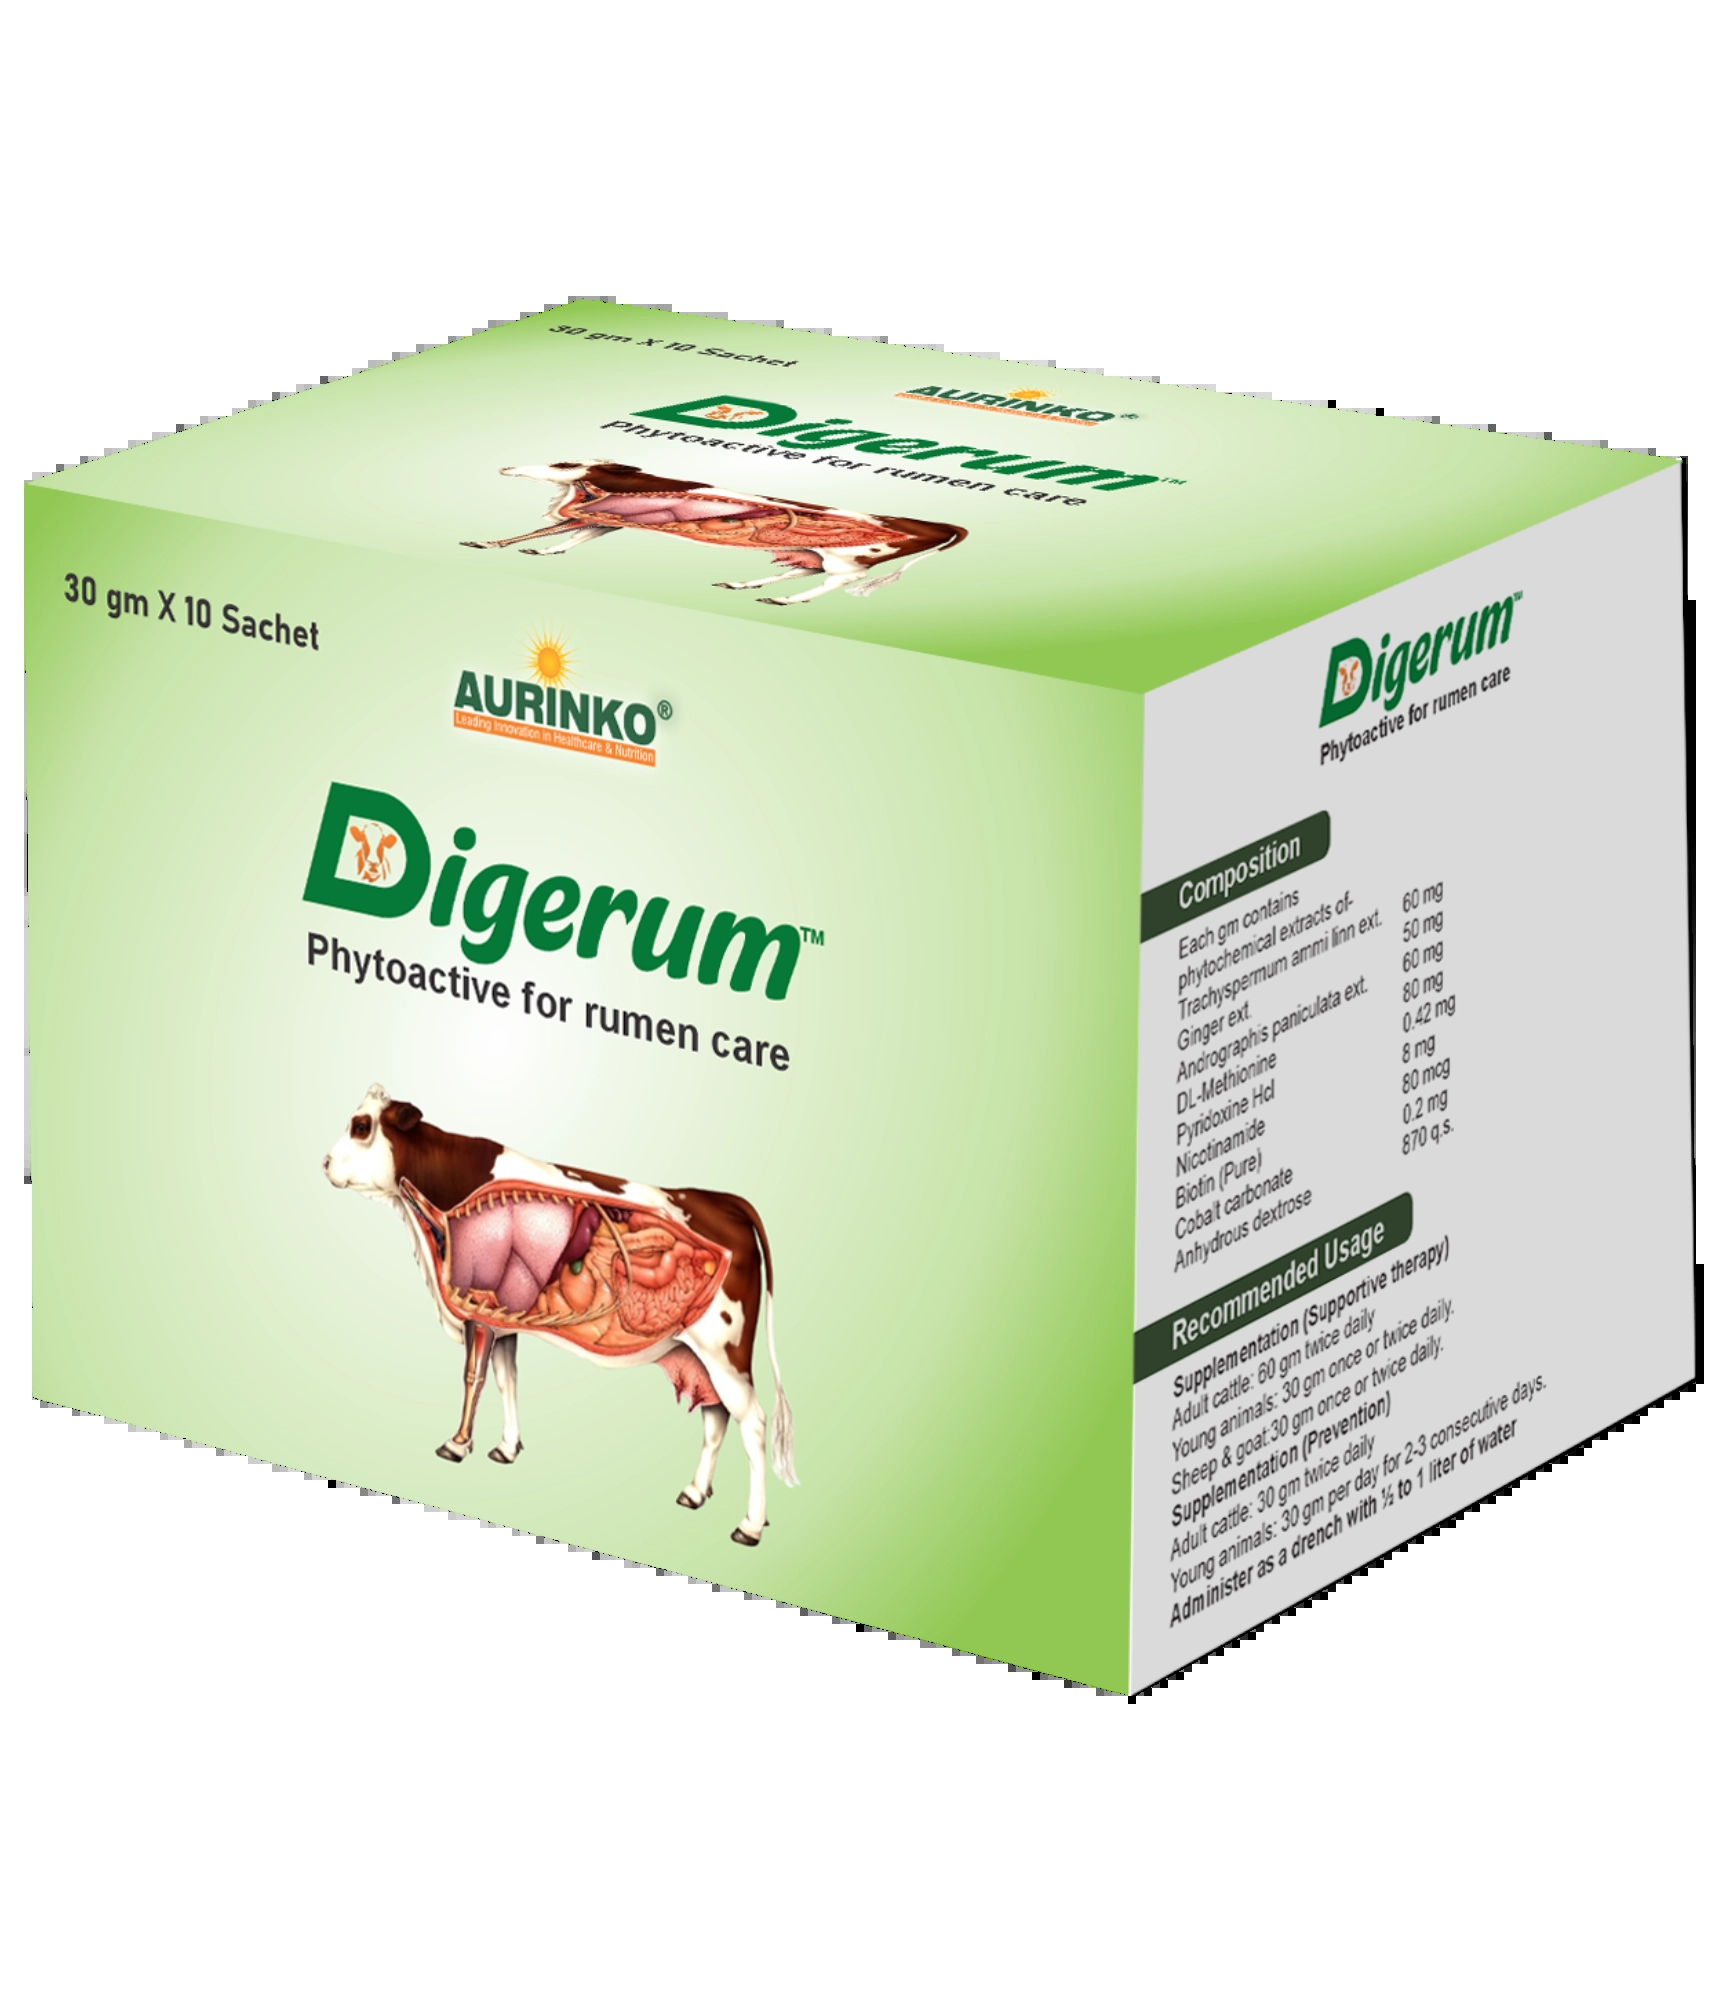 30 gm X 10 Sachet
AURINKO®
Digerum™
Phytoactive for rumen care
30 gm X 10 Sachet
AURINKO®
Leading Innovation in Healthcare & Nutrition
Digerum™
Phytoactive for rumen care
Digerum™
Phytoactive for rumen care
Composition
Each gm contains
phytochemical extracts of-
Trachyspermum ammi linn ext. 60 mg
Ginger ext. 50 mg
Andrographis paniculata ext. 60 mg
DL-Methionine 80 mg
Pyridoxine Hcl 0.42 mg
Nicotinamide 8 mg
Biotin (Pure) 80 mcg
Cobalt carbonate 0.2 mg
Anhydrous dextrose 870 q.s.
Recommended Usage
Supplementation (Supportive therapy)
Adult cattle: 60 gm twice daily
Young animals: 30 gm once or twice daily.
Sheep & goat:30 gm once or twice daily.
Supplementation (Prevention)
Adult cattle: 30 gm twice daily
Young animals: 30 gm per day for 2-3 consecutive days.
Administer as a drench with ½ to 1 liter of water